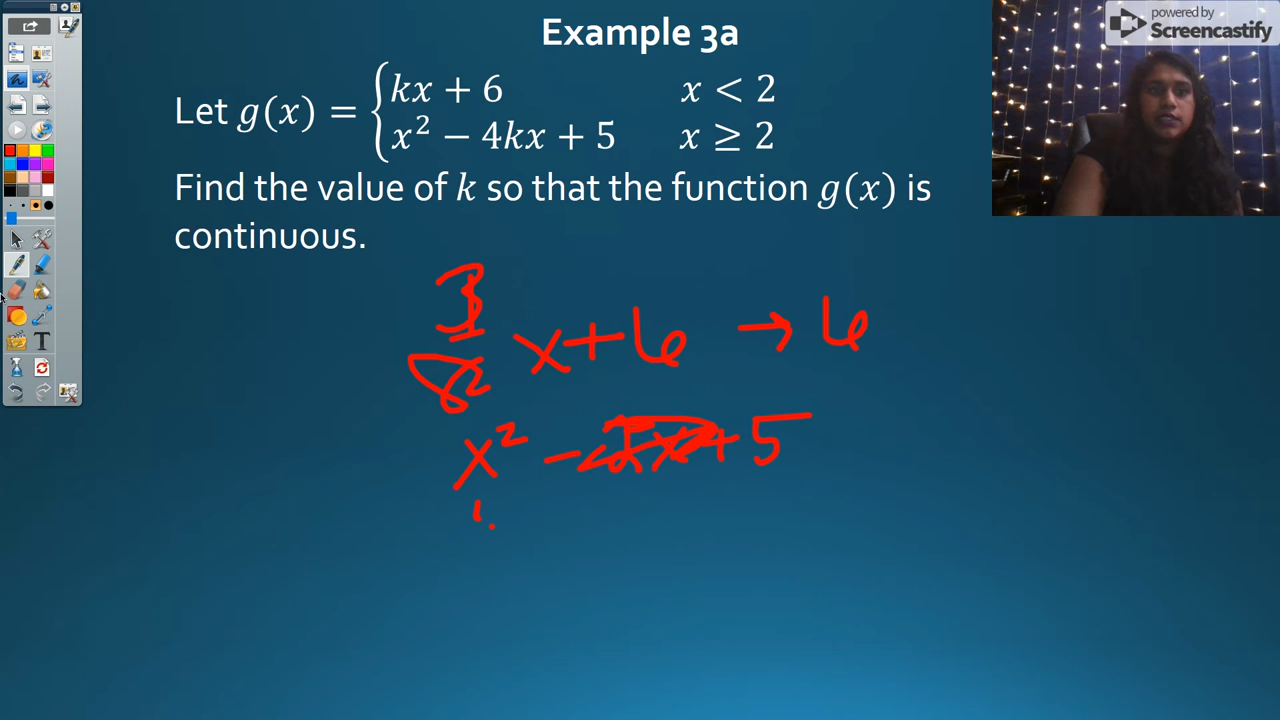 Example 3a
powered by
Screencastify
Let g(x) = { kx + 6 x < 2
x² − 4kx + 5 x ≥ 2
Find the value of k so that the function g(x) is
continuous.
x + 6 → 6
x² − + 5